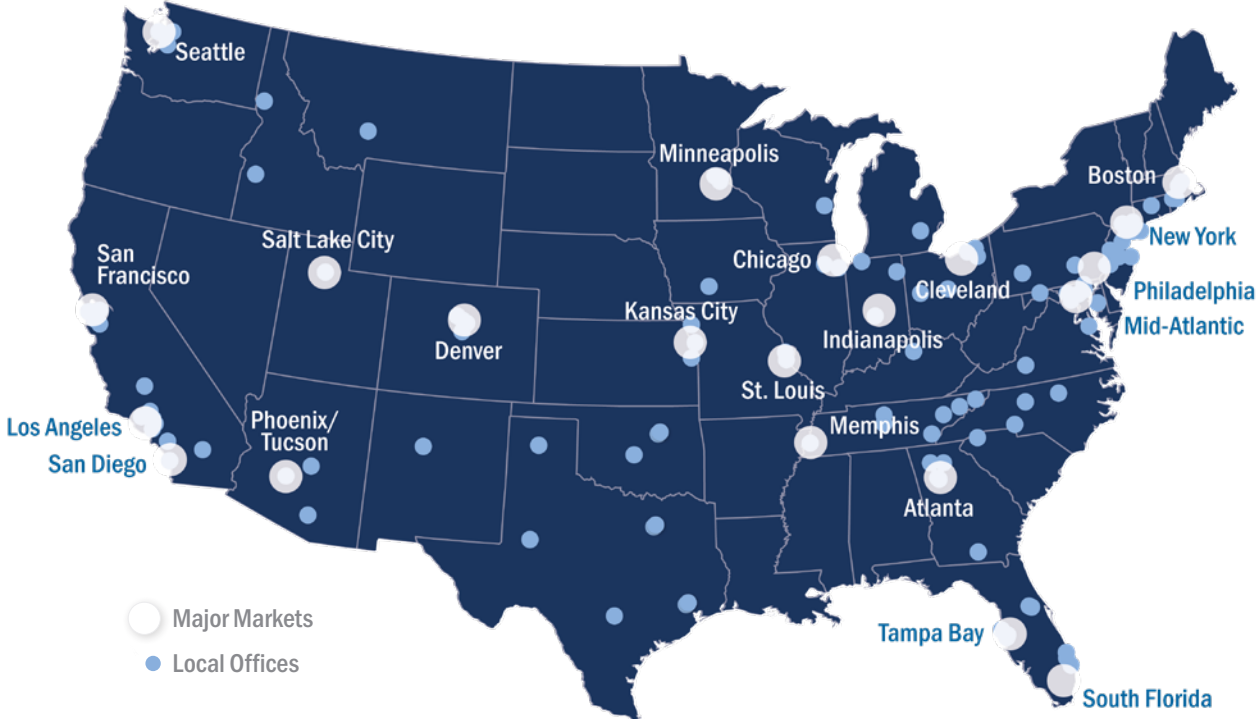 Seattle
Minneapolis
Boston
New York
Salt Lake City
San
Francisco
Chicago
Cleveland
Philadelphia
Kansas City
Mid-Atlantic
Indianapolis
Denver
St. Louis
Phoenix/
Tucson
Los Angeles
Memphis
San Diego
Atlanta
Major Markets
Tampa Bay
Local Offices
South Florida